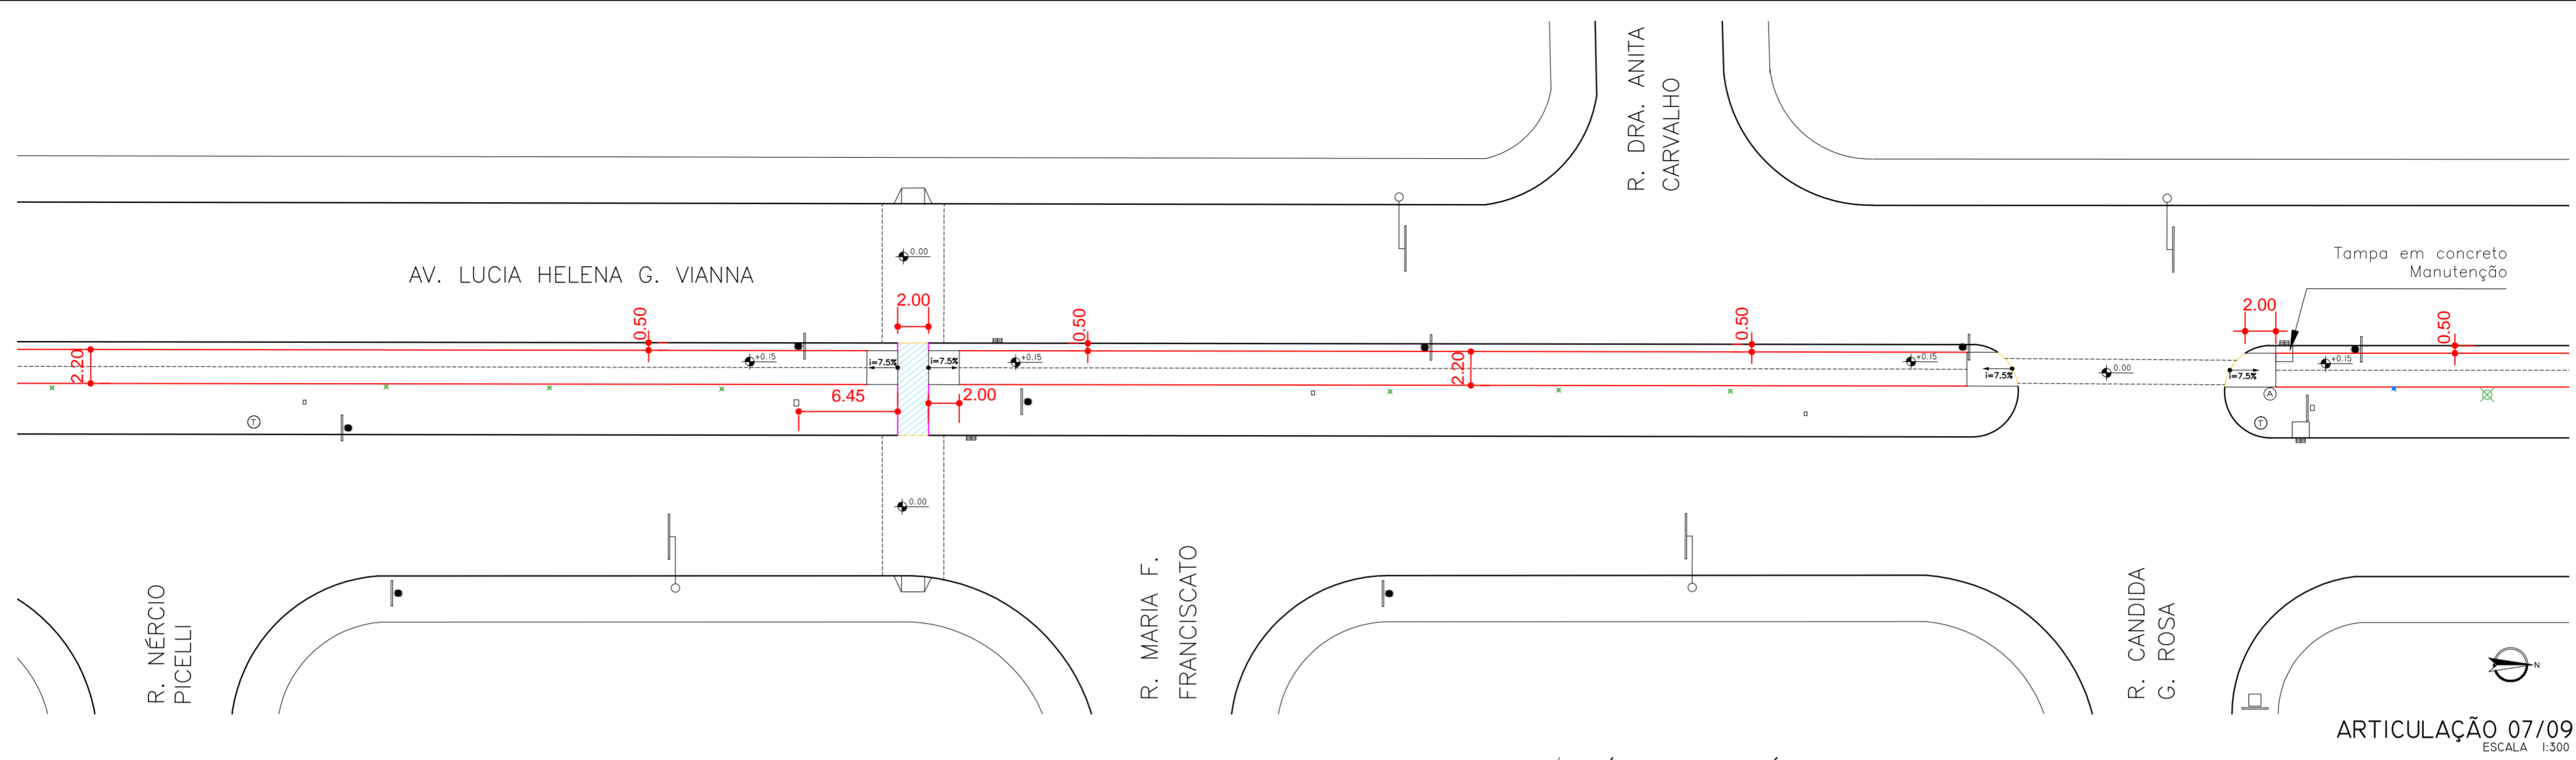 R. DRA. ANITA
CARVALHO
0.00
AV. LUCIA HELENA G. VIANNA
Tampa em concreto
Manutenção
2.00
2.00
0.50
0.50
0.50
0.50
2.20
+0.15
i=7.5%
i=7.5%
+0.15
2.20
+0.15
i=7.5%
0.00
i=7.5%
+0.15
6.45
2.00
T
A
T
0.00
R. NÉRCIO
PICELLI
R. MARIA F.
FRANCISCATO
R. CANDIDA
G. ROSA
N
ARTICULAÇÃO 07/09
ESCALA 1:300